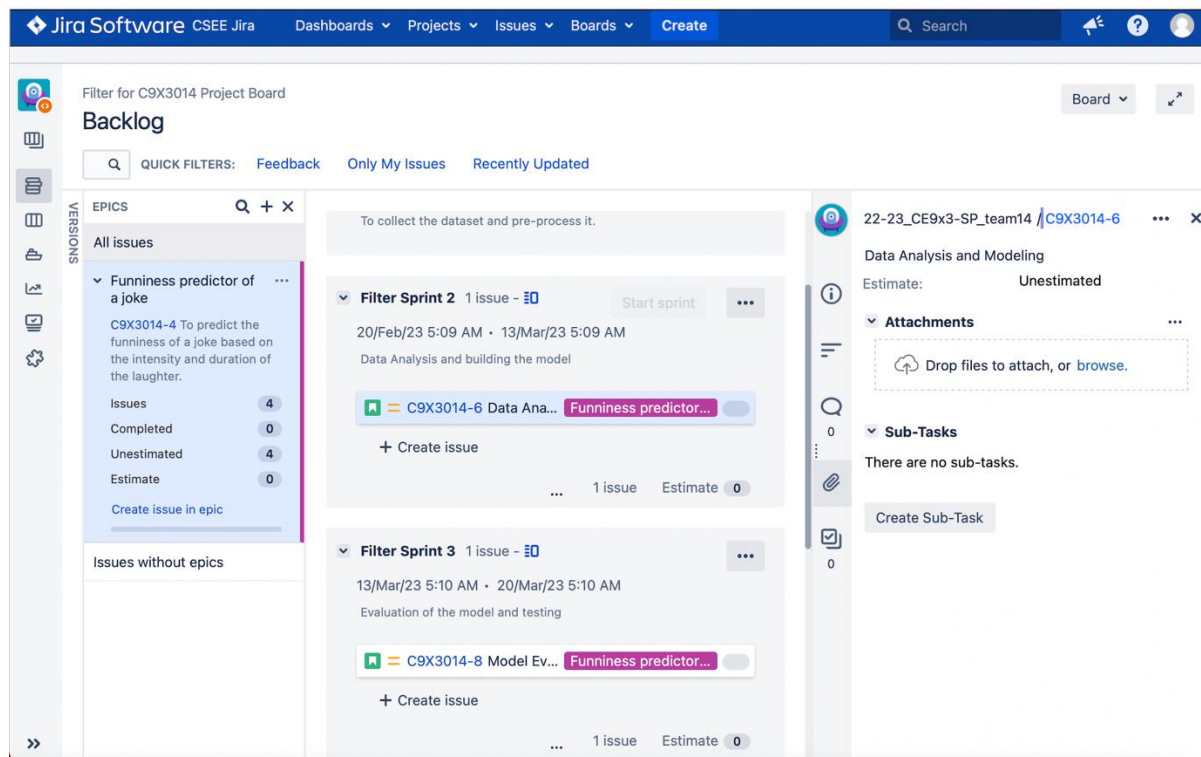 Jira Software CSEE Jira Dashboards Projects Issues Boards Create Search
Filter for C9X3014 Project Board
Board
Backlog
QUICK FILTERS: Feedback Only My Issues Recently Updated
VERSIONS
EPICS
All issues
Funniness predictor of
a joke
C9X3014-4 To predict the
funniness of a joke based on
the intensity and duration of
the laughter.
Issues 4
Completed 0
Unestimated 4
Estimate 0
Create issue in epic
Issues without epics
To collect the dataset and pre-process it.
Filter Sprint 2 1 issue - Start sprint
20/Feb/23 5:09 AM • 13/Mar/23 5:09 AM
Data Analysis and building the model
C9X3014-6 Data Ana... Funniness predictor...
+ Create issue
... 1 issue Estimate 0
Filter Sprint 3 1 issue -
13/Mar/23 5:10 AM • 20/Mar/23 5:10 AM
Evaluation of the model and testing
C9X3014-8 Model Ev... Funniness predictor...
+ Create issue
... 1 issue Estimate 0
0
0
22-23_CE9x3-SP_team14 / C9X3014-6
Data Analysis and Modeling
Estimate: Unestimated
Attachments
Drop files to attach, or browse.
Sub-Tasks
There are no sub-tasks.
Create Sub-Task